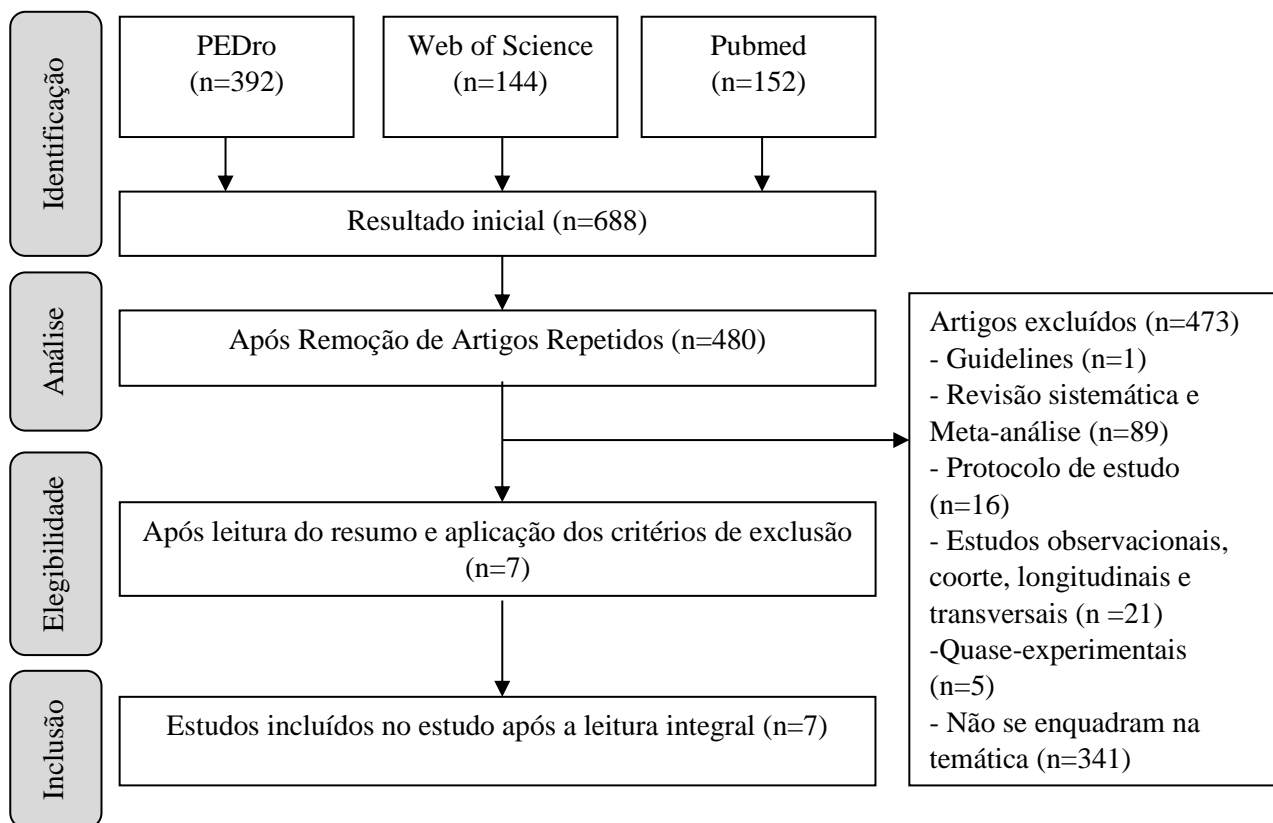 Identificação
PEDro
(n=392)
Web of Science
(n=144)
Pubmed
(n=152)
Resultado inicial (n=688)
Análise
Após Remoção de Artigos Repetidos (n=480)
Artigos excluídos (n=473)
- Guidelines (n=1)
- Revisão sistemática e
Meta-análise (n=89)
- Protocolo de estudo
(n=16)
- Estudos observacionais,
coorte, longitudinais e
transversais (n =21)
-Quase-experimentais
(n=5)
- Não se enquadram na
temática (n=341)
Elegibilidade
Após leitura do resumo e aplicação dos critérios de exclusão
(n=7)
Inclusão
Estudos incluídos no estudo após a leitura integral (n=7)